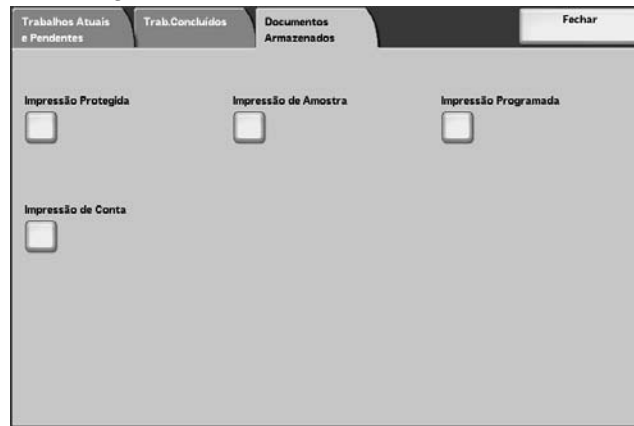 Trabalhos Atuais
e Pendentes
Trab.Concluídos
Documentos
Armazenados
Fechar
Impressão Protegida
Impressão de Amostra
Impressão Programada
Impressão de Conta